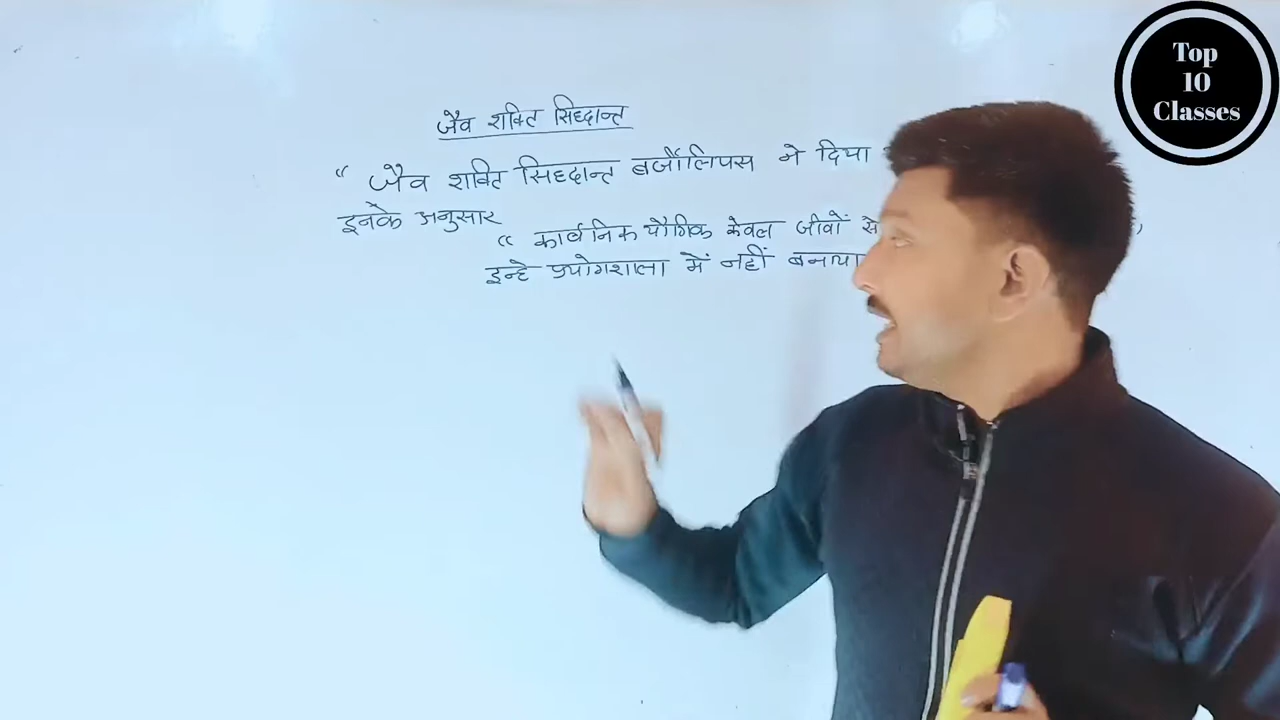 जैव शक्ति सिद्दान्त
“ जैव शक्ति सिद्दान्त बर्जीलियस ने दिया
इनके अनुसार
“ कार्बनिक यौगिक केवल जीवों से
इन्हे प्रयोगशाला में नहीं बनाया
Top
10
Classes